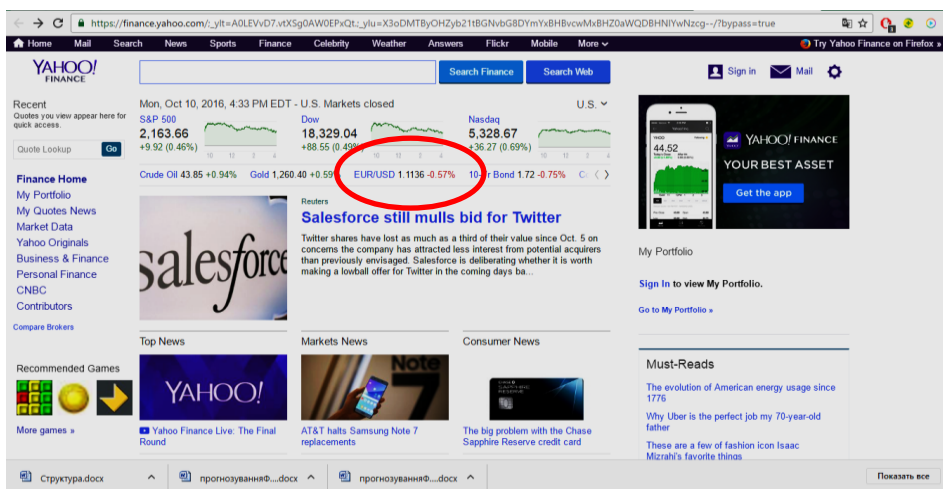 https://finance.yahoo.com/;_ylt=A0LEVvD7.vtXSg0AW0EPxQt.;_ylu=X3oDMTByOHZyb21tBGNvbG8DYmYxBHBvcwMxBHZ0aWQDBHNlYwNzcg--/?bypass=true
Home Mail Search News Sports Finance Celebrity Weather Answers Flickr Mobile More
Try Yahoo Finance on Firefox »
YAHOO!
FINANCE
Search Finance Search Web
Sign in Mail
Recent
Quotes you view appear here for
quick access.
Quote Lookup Go
Mon, Oct 10, 2016, 4:33 PM EDT - U.S. Markets closed U.S.
S&P 500
2,163.66
+9.92 (0.46%)
10 12 2 4
Dow
18,329.04
+88.55 (0.49%)
10 12 2 4
Nasdaq
5,328.67
+36.27 (0.69%)
10 12 2 4
Crude Oil 43.85 +0.94% Gold 1,260.40 +0.59% EUR/USD 1.1136 -0.57% 10-Yr Bond 1.72 -0.75%
Finance Home
My Portfolio
My Quotes News
Market Data
Yahoo Originals
Business & Finance
Personal Finance
CNBC
Contributors
Compare Brokers
Recommended Games
More games »
salesforce
Reuters
Salesforce still mulls bid for Twitter
Twitter shares have lost as much as a third of their value since Oct. 5 on
concerns the company has attracted less interest from potential acquirers
than previously envisaged. Salesforce is deliberating whether it is worth
making a lowball offer for Twitter in the coming days ba...
Top News
YAHOO!
Yahoo Finance Live: The Final
Round
Markets News
Note
7
AT&T halts Samsung Note 7
replacements
Consumer News
The big problem with the Chase
Sapphire Reserve credit card
44.52
YAHOO! FINANCE
YOUR BEST ASSET
Get the app
My Portfolio
Sign In to view My Portfolio.
Go to My Portfolio »
Must-Reads
The evolution of American energy usage since
1776
Why Uber is the perfect job my 70-year-old
father
These are a few of fashion icon Isaac
Mizrahi's favorite things
Структура.docx
прогнозуванняФ....docx
прогнозуванняФ....docx
Показать все